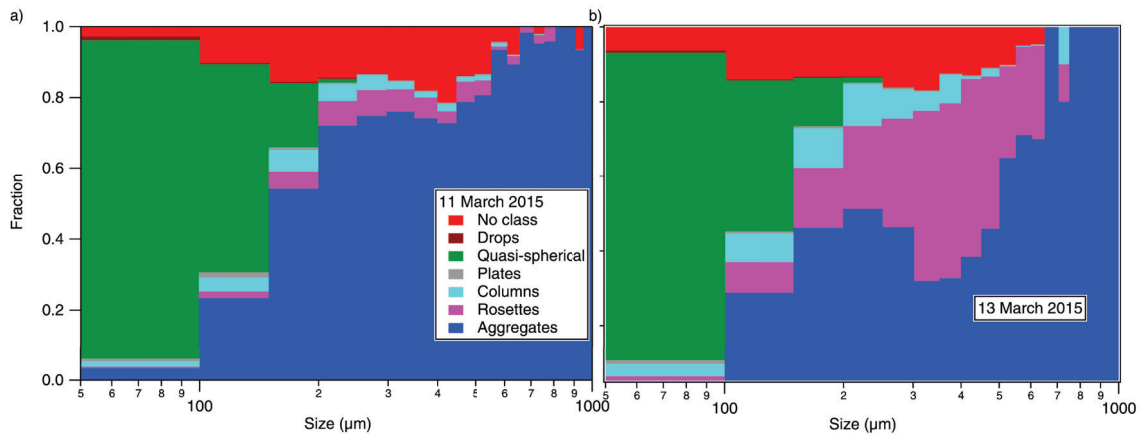 a)
b)
Fraction
1.0
0.8
0.6
0.4
0.2
0.0
11 March 2015
No class
Drops
Quasi-spherical
Plates
Columns
Rosettes
Aggregates
13 March 2015
5 6 7 8 9 100 2 3 4 5 6 7 8 9 1000
Size (µm)
5 6 7 8 9 100 2 3 4 5 6 7 8 9 1000
Size (µm)